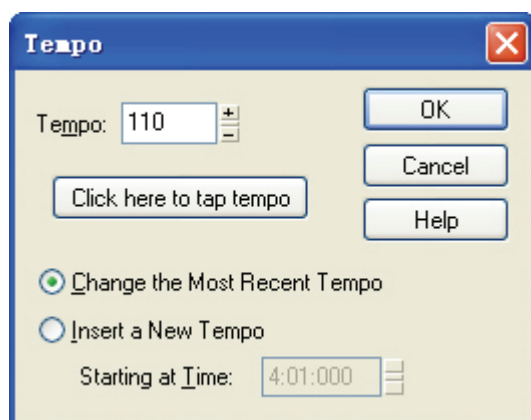 Tempo
Tempo: 110
OK
Click here to tap tempo
Cancel
Help
Change the Most Recent Tempo
Insert a New Tempo
Starting at Time: 4:01:000